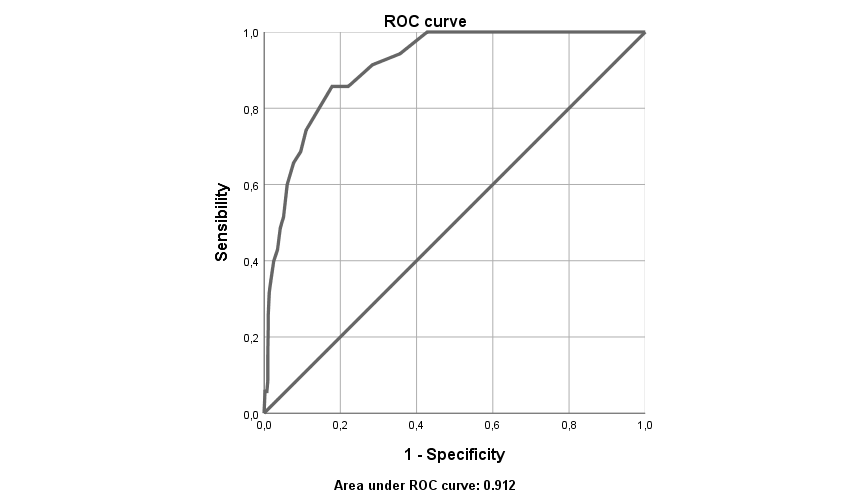 ROC curve
1,0
0,8
0,6
0,4
0,2
0,0
Sensibility
0,0 0,2 0,4 0,6 0,8 1,0
1 - Specificity
Area under ROC curve: 0.912